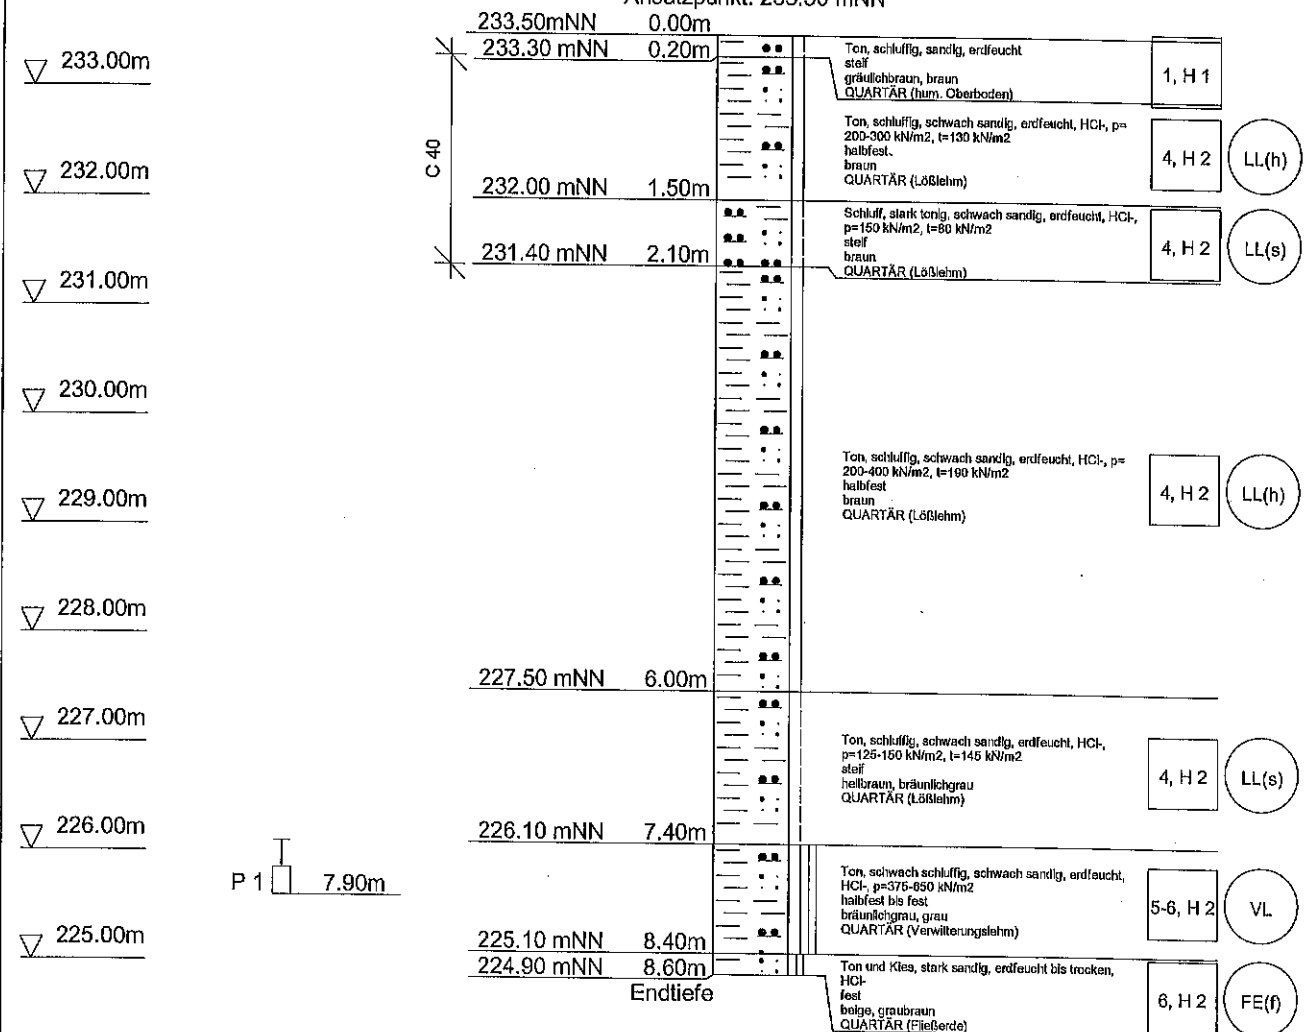 Ansatzpunkt: 233.50 mNN
233.50mNN 0.00m
233.30 mNN 0.20m
233.00m
Ton, schluffig, sandig, erdfeucht
steif
gräulichbraun, braun
QUARTÄR (hum. Oberboden)
1, H 1
C 40
232.00m
Ton, schluffig, schwach sandig, erdfeucht, HCl-, p=
200-300 kN/m2, t=130 kN/m2
halbfest.
braun
QUARTÄR (Lößlehm)
4, H 2
LL(h)
232.00 mNN 1.50m
Schluff, stark tonig, schwach sandig, erdfeucht, HCl-,
p=150 kN/m2, t=80 kN/m2
steif
braun
QUARTÄR (Lößlehm)
4, H 2
LL(s)
231.40 mNN 2.10m
231.00m
230.00m
229.00m
Ton, schluffig, schwach sandig, erdfeucht, HCl-, p=
200-400 kN/m2, t=190 kN/m2
halbfest
braun
QUARTÄR (Lößlehm)
4, H 2
LL(h)
228.00m
227.50 mNN 6.00m
227.00m
Ton, schluffig, schwach sandig, erdfeucht, HCl-,
p=125-150 kN/m2, t=145 kN/m2
steif
hellbraun, bräunlichgrau
QUARTÄR (Lößlehm)
4, H 2
LL(s)
226.00m
226.10 mNN 7.40m
P 1 7.90m
Ton, schwach schluffig, schwach sandig, erdfeucht,
HCl-, p=375-650 kN/m2
halbfest bis fest
bräunlichgrau, grau
QUARTÄR (Verwitterungslehm)
5-6, H 2
VL
225.00m
225.10 mNN 8.40m
224.90 mNN 8.60m
Endtiefe
Ton und Kies, stark sandig, erdfeucht bis trocken,
HCl-
fest
beige, graubraun
QUARTÄR (Fließerde)
6, H 2
FE(f)